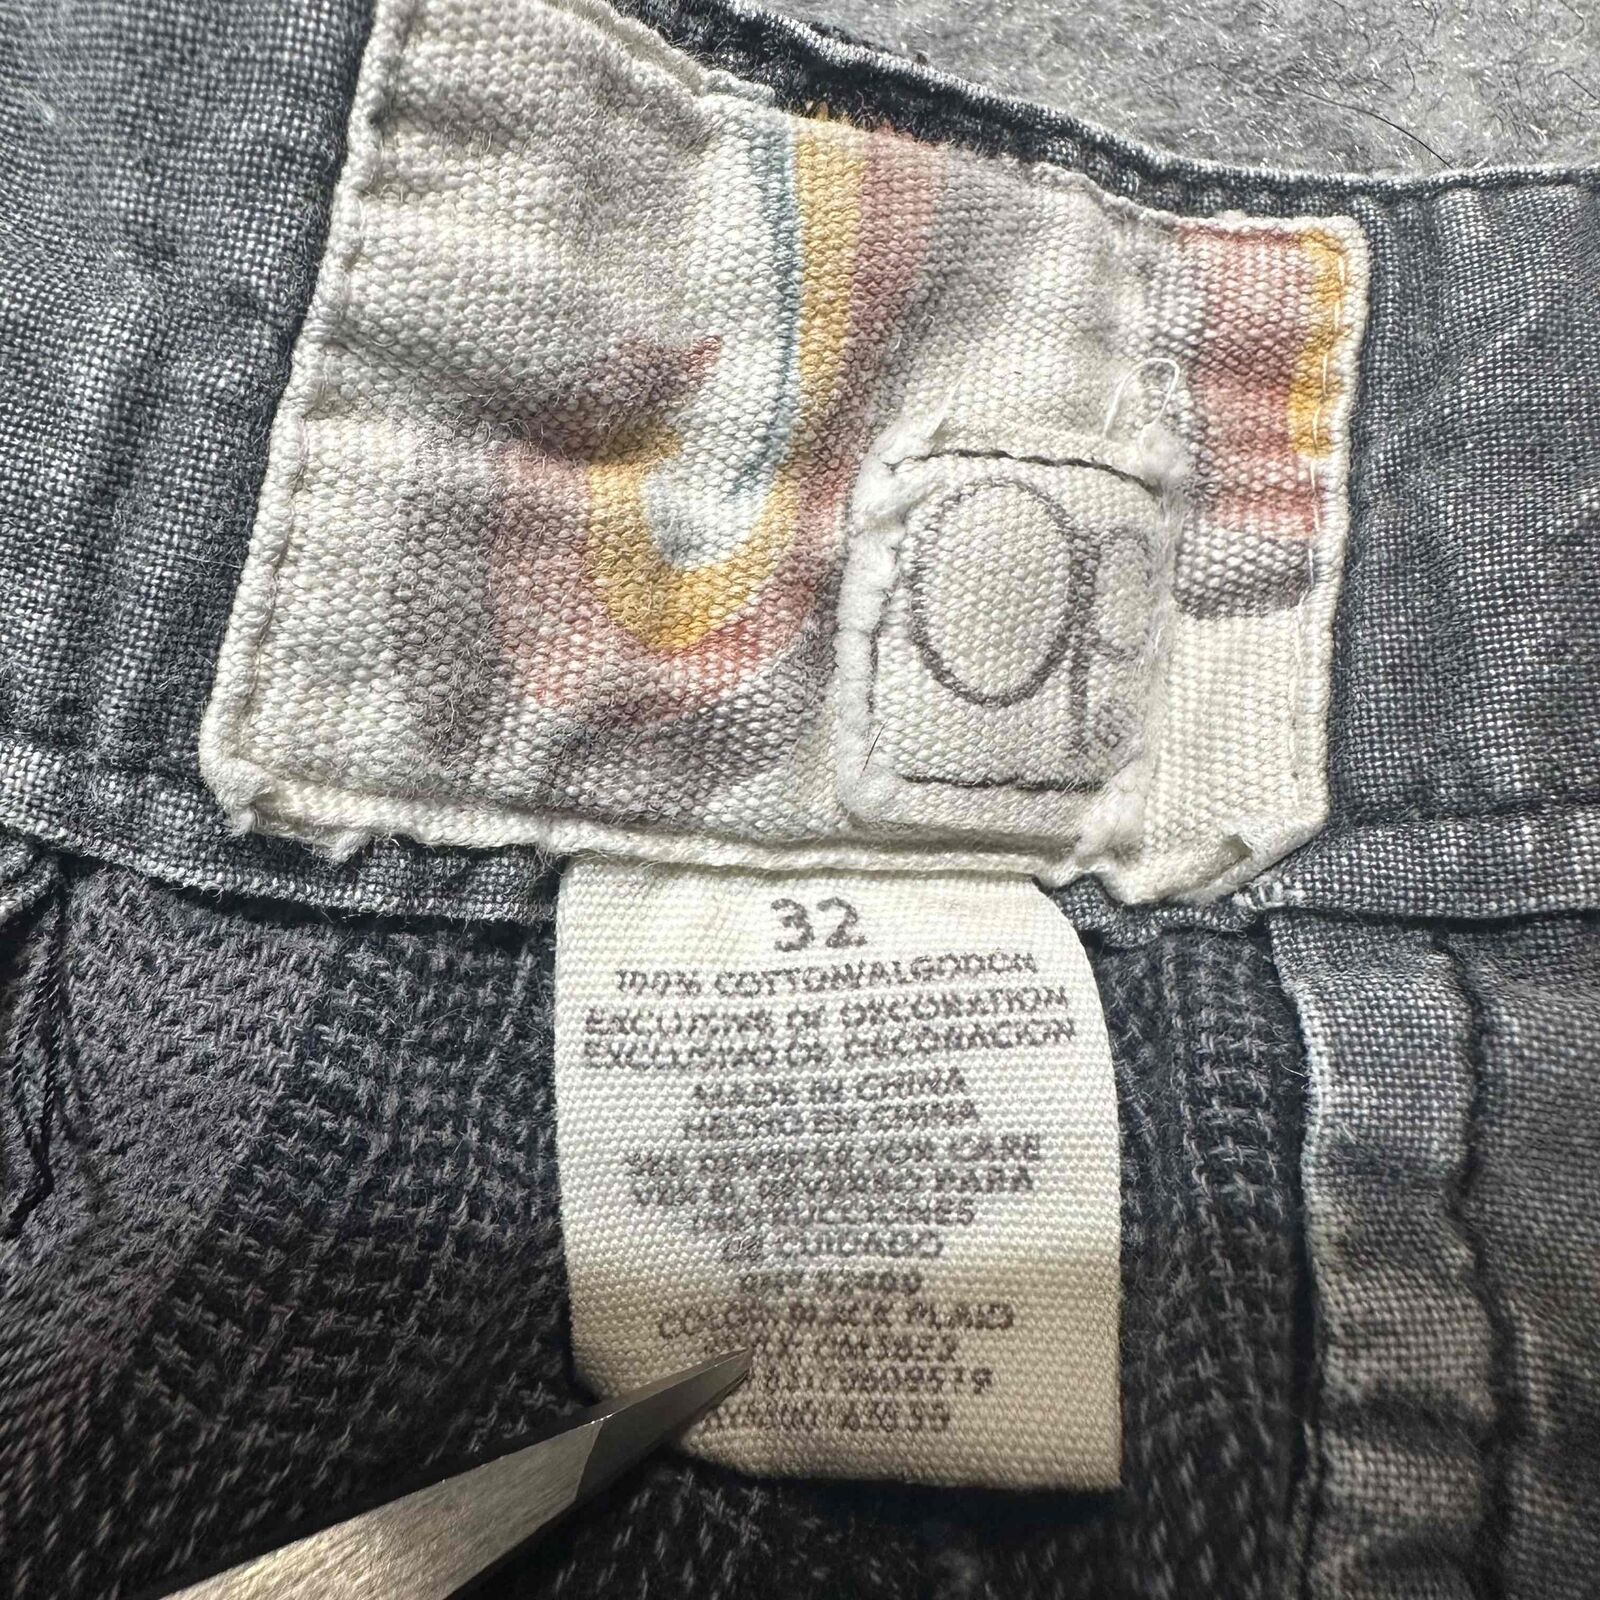 OP
32
100% COTTON/ALGODON
EXCLUSIVE OF DECORATION
EXCLUSIVO DE DECORACION
MADE IN CHINA
HECHO EN CHINA
SEE REVERSE FOR CARE
VEA EL REVERSO PARA
INSTRUCCIONES
DE CUIDADO
COLOR BLACK PLAID